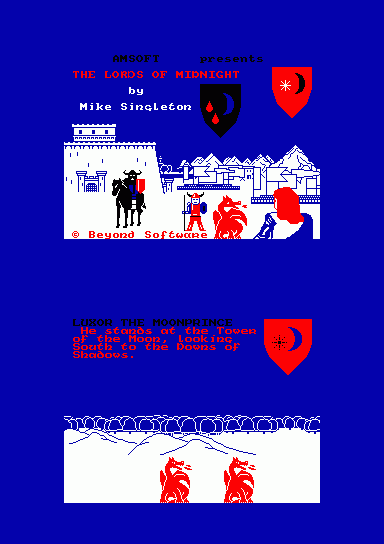 AMSOFT presents
THE LORDS OF MIDNIGHT
by
Mike Singleton
© Beyond Software
LUXOR THE MOONPRINCE
He stands at the Tower
of the Moon, looking
South to the Downs of
Shadows.